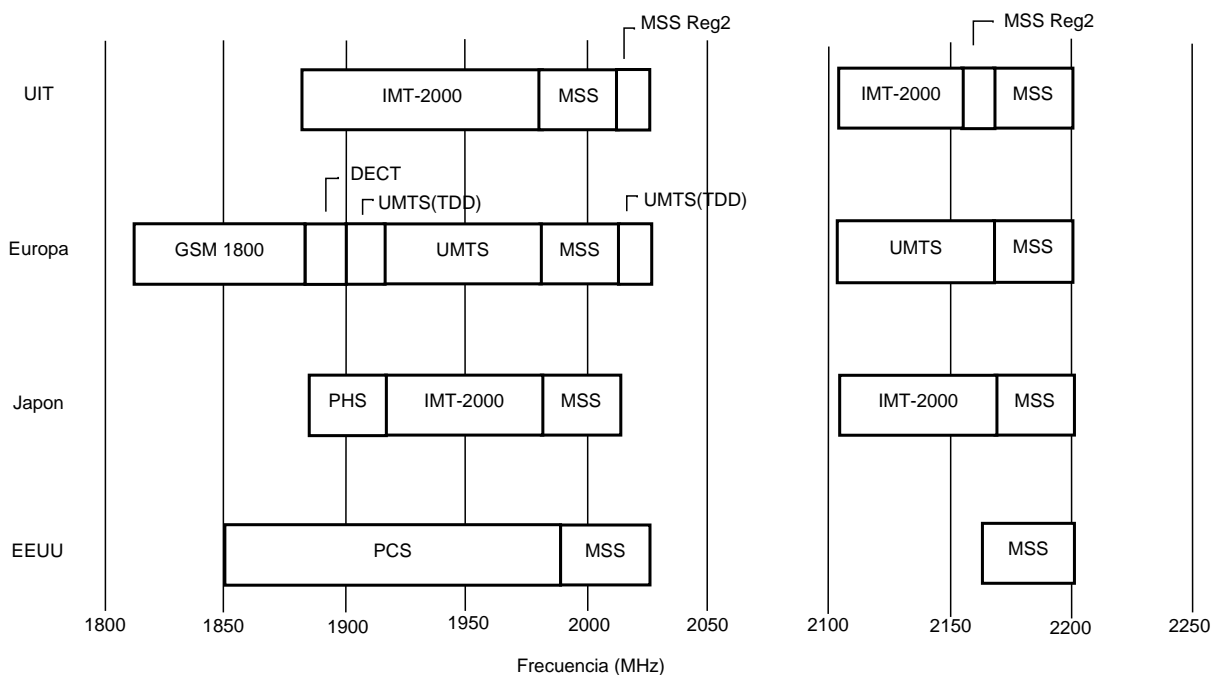 MSS Reg2
MSS Reg2
UIT
IMT-2000
MSS
IMT-2000
MSS
DECT
UMTS(TDD)
UMTS(TDD)
Europa
GSM 1800
UMTS
MSS
UMTS
MSS
Japon
PHS
IMT-2000
MSS
IMT-2000
MSS
EEUU
PCS
MSS
MSS
1800 1850 1900 1950 2000 2050 2100 2150 2200 2250
Frecuencia (MHz)